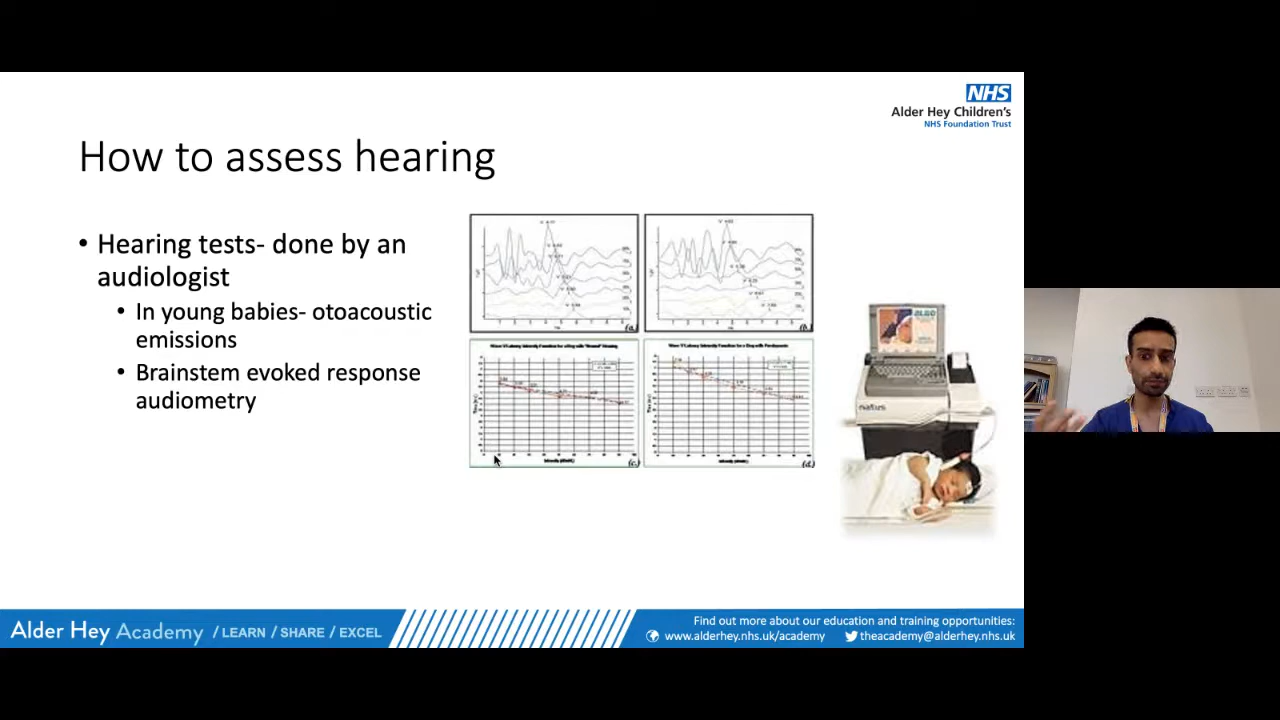 NHS
Alder Hey Children's
NHS Foundation Trust
How to assess hearing
• Hearing tests- done by an
audiologist
• In young babies- otoacoustic
emissions
• Brainstem evoked response
audiometry
(a.)
(b.)
(c.)
(d.)
natus
Alder Hey Academy / LEARN / SHARE / EXCEL
Find out more about our education and training opportunities:
www.alderhey.nhs.uk/academy
theacademy@alderhey.nhs.uk